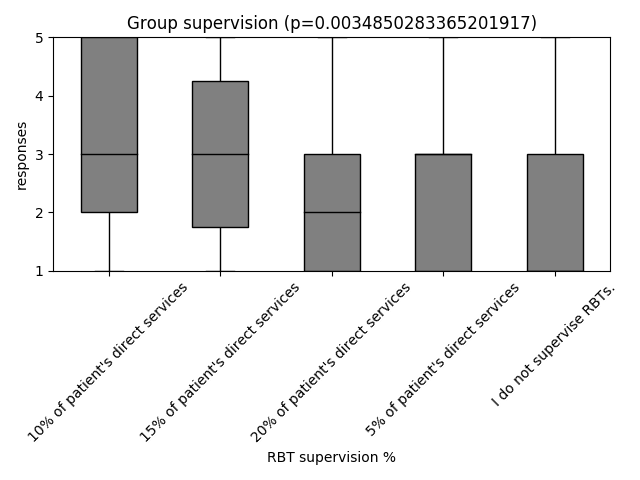 Group supervision (p=0.0034850283365201917)
5
4
3
2
1
responses
10% of patient's direct services
15% of patient's direct services
20% of patient's direct services
5% of patient's direct services
I do not supervise RBTs.
RBT supervision %